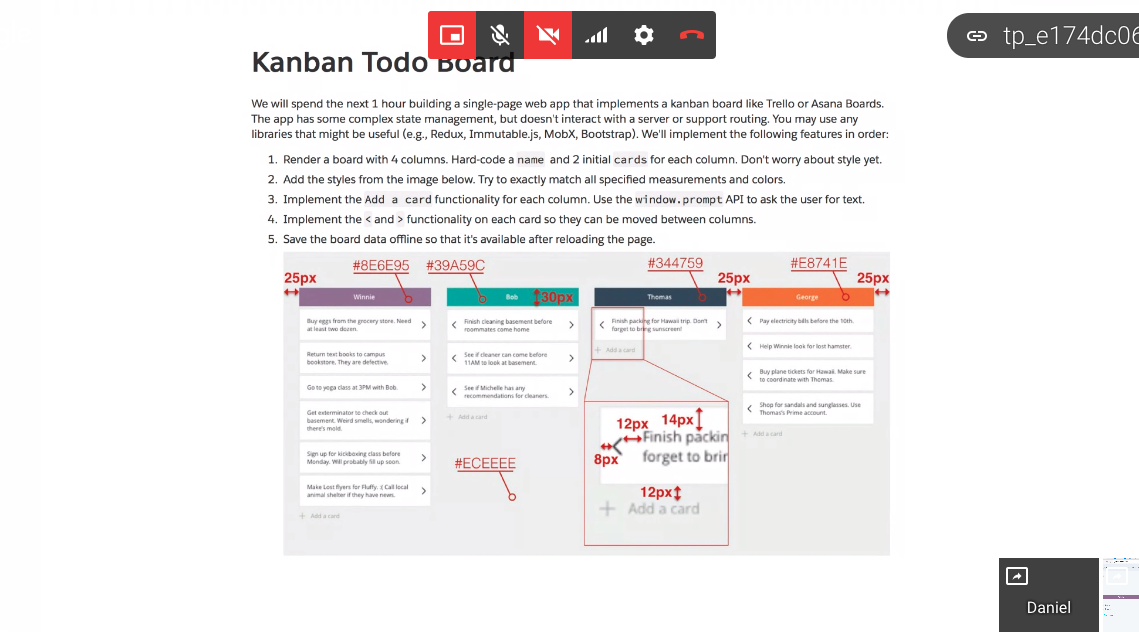 tp_e174dc06
Kanban Todo Board
We will spend the next 1 hour building a single-page web app that implements a kanban board like Trello or Asana Boards.
The app has some complex state management, but doesn't interact with a server or support routing. You may use any
libraries that might be useful (e.g., Redux, Immutable.js, MobX, Bootstrap). We'll implement the following features in order:
1. Render a board with 4 columns. Hard-code a name and 2 initial cards for each column. Don't worry about style yet.
2. Add the styles from the image below. Try to exactly match all specified measurements and colors.
3. Implement the Add a card functionality for each column. Use the window.prompt API to ask the user for text.
4. Implement the < and > functionality on each card so they can be moved between columns.
5. Save the board data offline so that it's available after reloading the page.
#8E6E95 #39A59C #344759 #E8741E
25px 25px 25px
Winnie
Buy eggs from the grocery store. Need
at least two dozen.
Return text books to campus
bookstore. They are defective.
Go to yoga class at 3PM with Bob.
Get exterminator to check out
basement. Weird smells, wondering if
there's mold.
Sign up for kickboxing class before
Monday. Will probably fill up soon.
Make Lost flyers for Fluffy. :( Call local
animal shelter if they have news.
+ Add a card
Bob
30px
Finish cleaning basement before
roommates come home
See if cleaner can come before
11AM to look at basement.
See if Michelle has any
recommendations for cleaners.
+ Add a card
#ECEEEE
Thomas
Finish packing for Hawaii trip. Don't
forget to bring sunscreen!
+ Add a card
12px 14px
Finish packin
8px
forget to brin
12px
+ Add a card
George
Pay electricity bills before the 10th.
Help Winnie look for lost hamster.
Buy plane tickets for Hawaii. Make sure
to coordinate with Thomas.
Shop for sandals and sunglasses. Use
Thomas's Prime account.
+ Add a card
Daniel